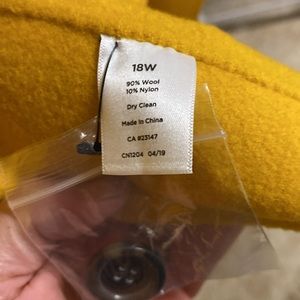 18W
90% Wool
10% Nylon
Dry Clean
Made in China
CA #23147
CN1204 04/19